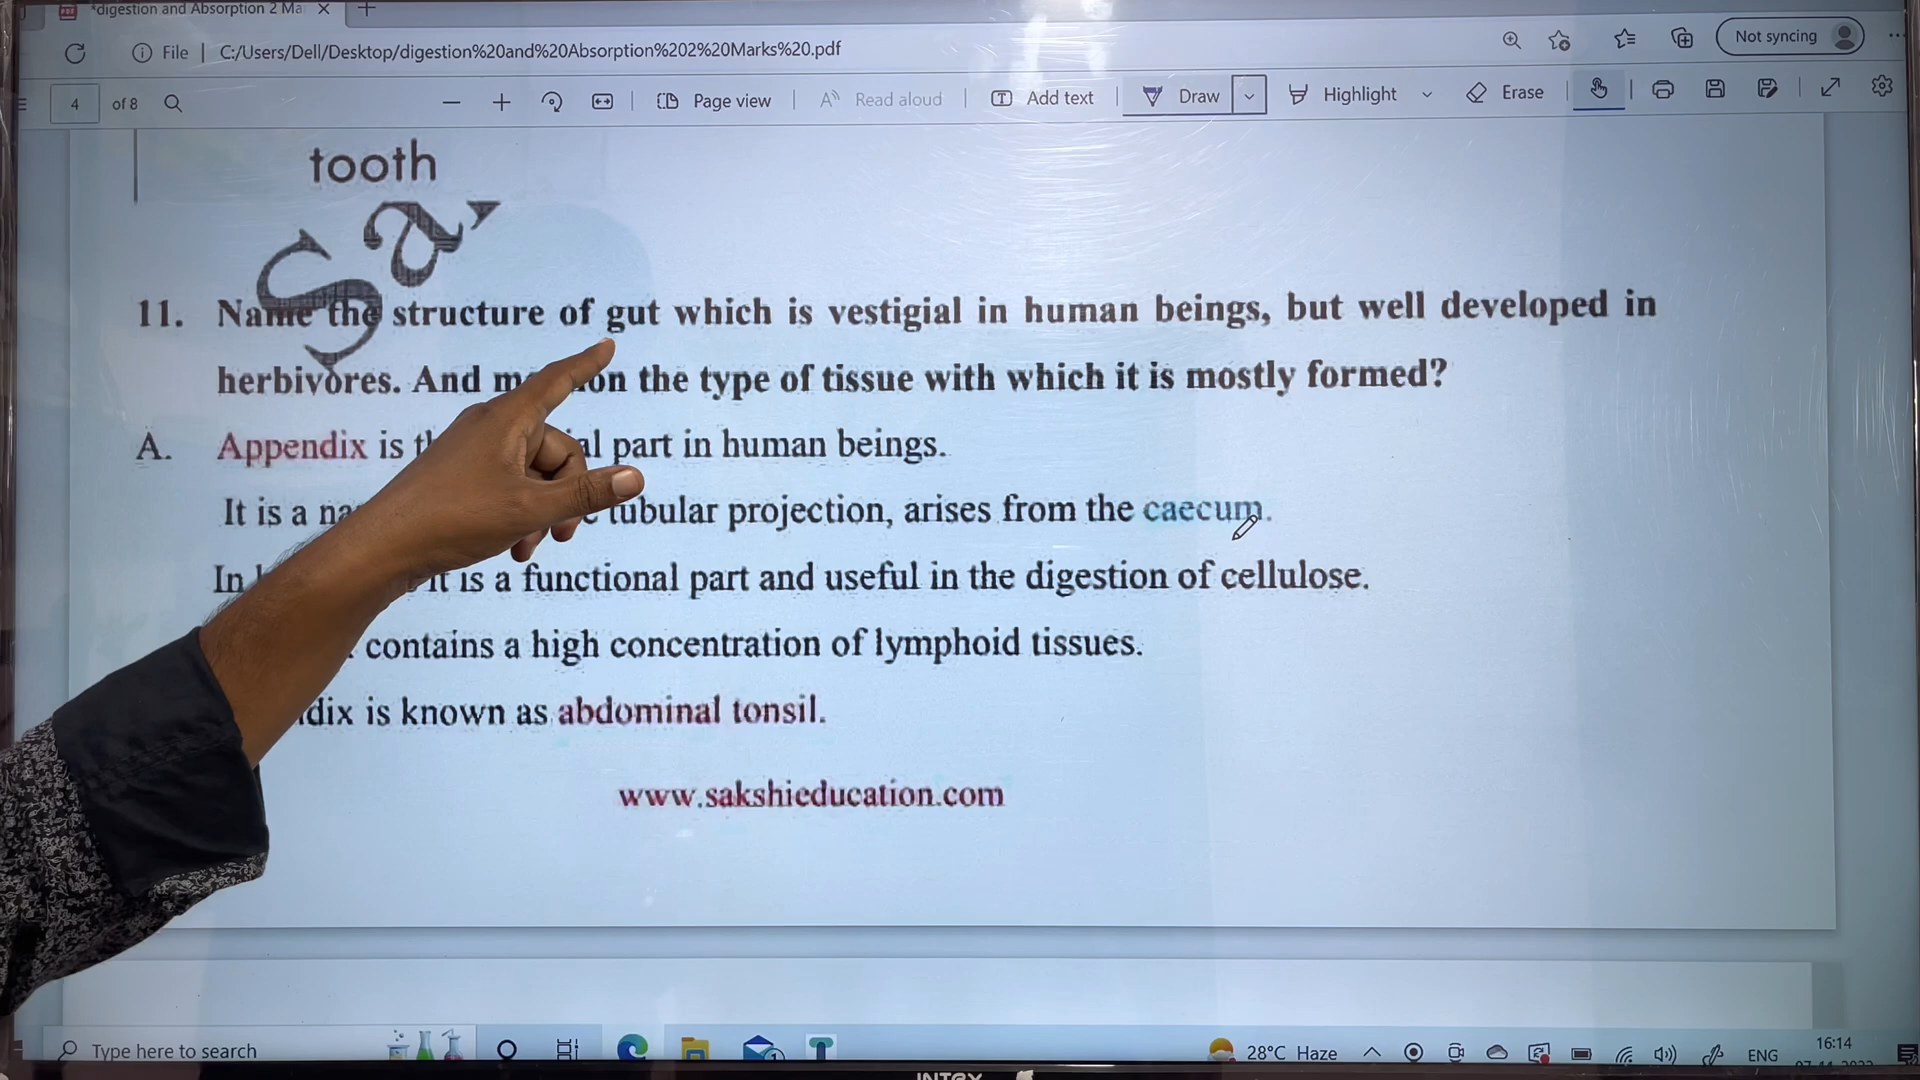 *digestion and Absorption 2 Ma
File | C:/Users/Dell/Desktop/digestion%20and%20Absorption%202%20Marks%20.pdf
Not syncing
4 of 8
Page view
Read aloud
Add text
Draw
Highlight
Erase
tooth
Sa
11. Name the structure of gut which is vestigial in human beings, but well developed in
herbivores. And on the type of tissue with which it is mostly formed?
A. Appendix is part in human beings.
It is a tubular projection, arises from the caecum.
In it is a functional part and useful in the digestion of cellulose.
contains a high concentration of lymphoid tissues.
dix is known as abdominal tonsil.
www.sakshieducation.com
Type here to search
28°C Haze
ENG
16:14
INTEX